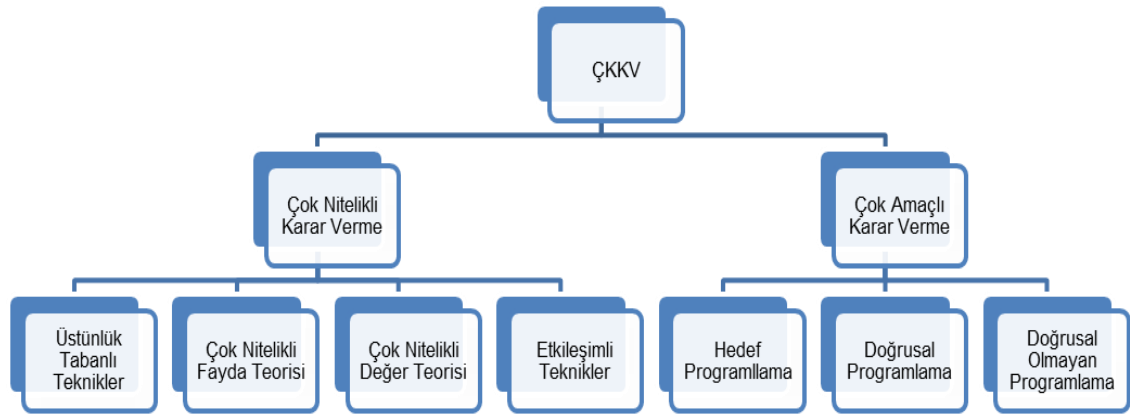 ÇKKV
Çok Nitelikli
Karar Verme
Çok Amaçlı
Karar Verme
Üstünlük
Tabanlı
Teknikler
Çok Nitelikli
Fayda Teorisi
Çok Nitelikli
Değer Teorisi
Etkileşimli
Teknikler
Hedef
Programllama
Doğrusal
Programlama
Doğrusal
Olmayan
Programlama